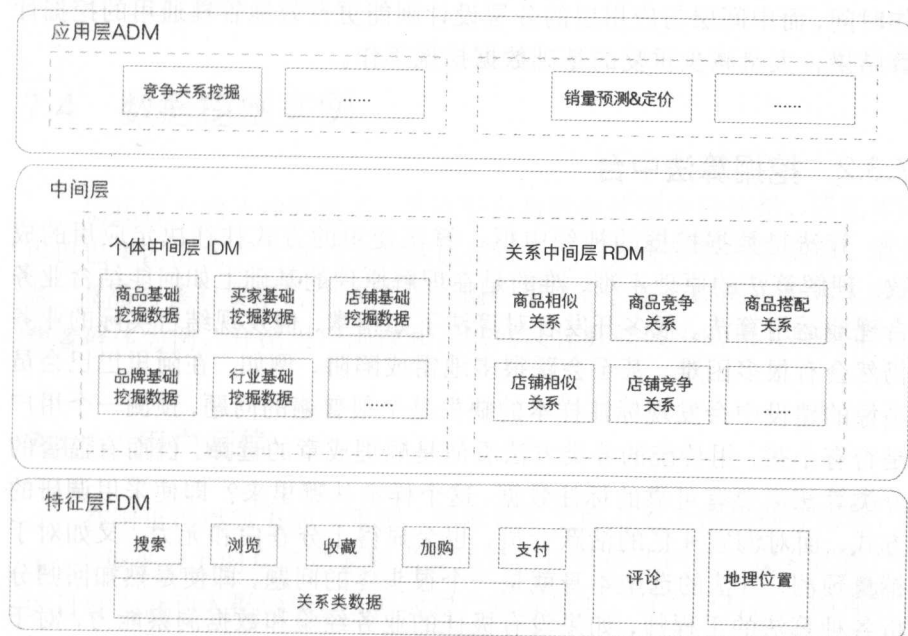 应用层ADM
竞争关系挖掘
......
销量预测&定价
......
中间层
个体中间层 IDM
商品基础
挖掘数据
买家基础
挖掘数据
店铺基础
挖掘数据
品牌基础
挖掘数据
行业基础
挖掘数据
......
关系中间层 RDM
商品相似
关系
商品竞争
关系
商品搭配
关系
店铺相似
关系
店铺竞争
关系
......
特征层FDM
搜索
浏览
收藏
加购
支付
关系类数据
评论
地理位置